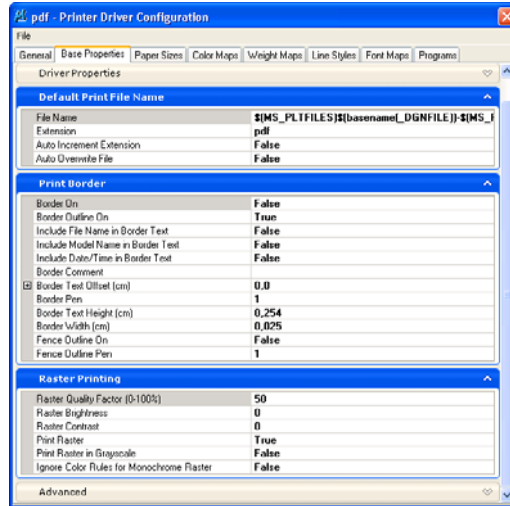 pdf - Printer Driver Configuration
File
General Base Properties Paper Sizes Color Maps Weight Maps Line Styles Font Maps Programs
Driver Properties
Default Print File Name
File Name $(MS_PLTFILES)$(basename(_DGNFILE))-$(MS_F
Extension pdf
Auto Increment Extension False
Auto Overwrite File False
Print Border
Border On False
Border Outline On True
Include File Name in Border Text False
Include Model Name in Border Text False
Include Date/Time in Border Text False
Border Comment
Border Text Offset (cm) 0,0
Border Pen 1
Border Text Height (cm) 0,254
Border Width (cm) 0,025
Fence Outline On False
Fence Outline Pen 1
Raster Printing
Raster Quality Factor (0-100%) 50
Raster Brightness 0
Raster Contrast 0
Print Raster True
Print Raster in Grayscale False
Ignore Color Rules for Monochrome Raster False
Advanced